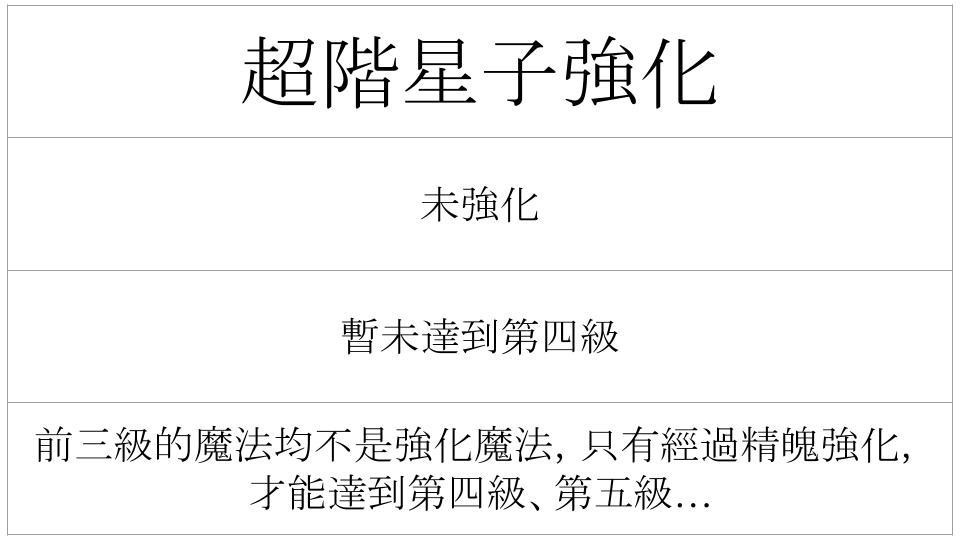 超階星子強化
未強化
暫未達到第四級
前三級的魔法均不是強化魔法，只有經過精魄強化，
才能達到第四級、第五級…